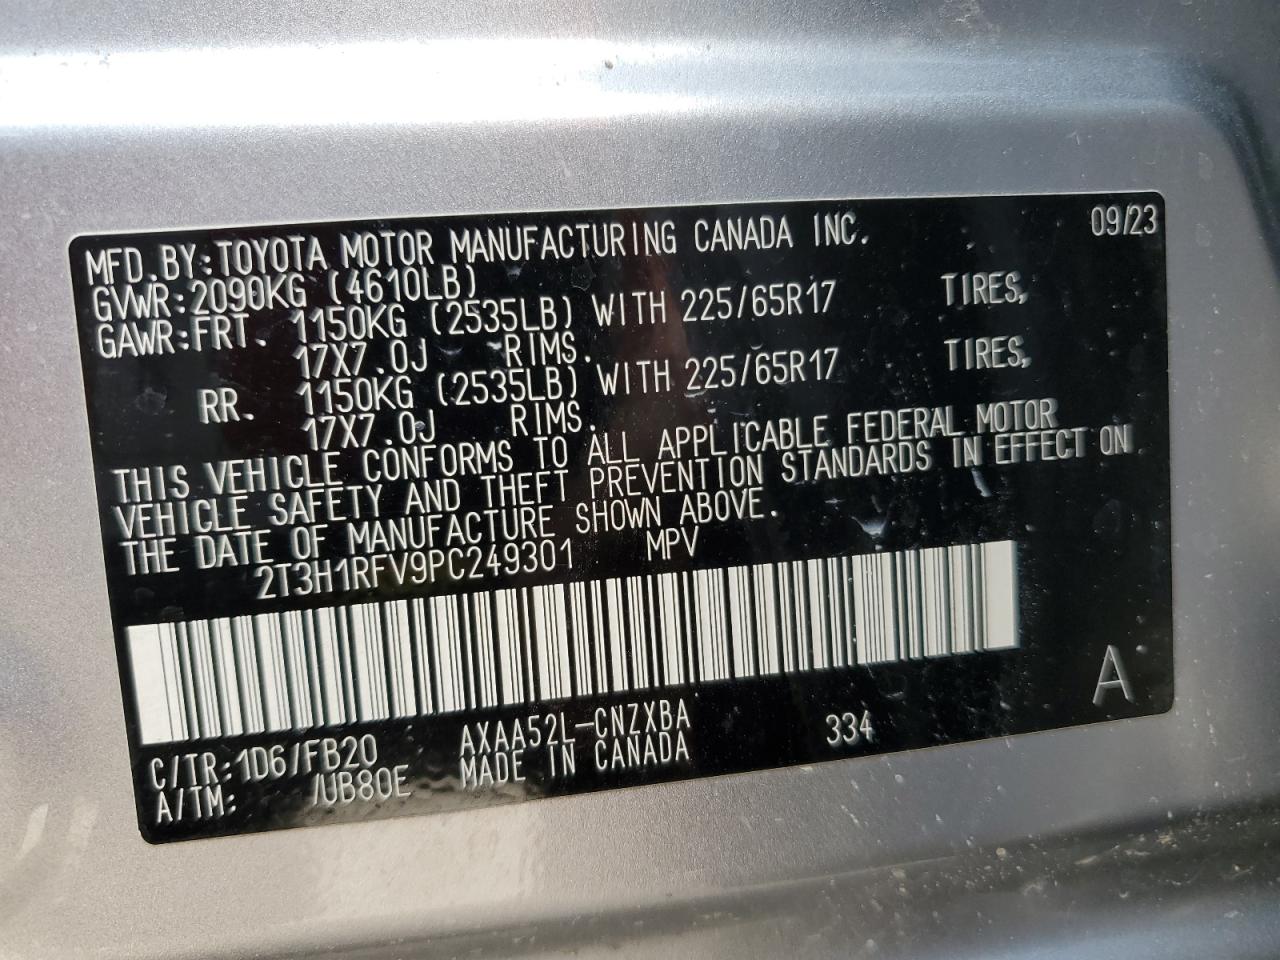 MFD.BY:TOYOTA MOTOR MANUFACTURING CANADA INC. 09/23
GVWR:2090KG (4610LB)
GAWR:FRT. 1150KG (2535LB) WITH 225/65R17 TIRES,
17X7.0J RIMS.
RR. 1150KG (2535LB) WITH 225/65R17 TIRES,
17X7.0J RIMS.
THIS VEHICLE CONFORMS TO ALL APPLICABLE FEDERAL MOTOR
VEHICLE SAFETY AND THEFT PREVENTION STANDARDS IN EFFECT ON
THE DATE OF MANUFACTURE SHOWN ABOVE.
2T3H1RFV9PC249301 MPV
A
C/TR:1D6/FB20 AXAA52L-CNZXBA 334
A/TM: /UB80E MADE IN CANADA